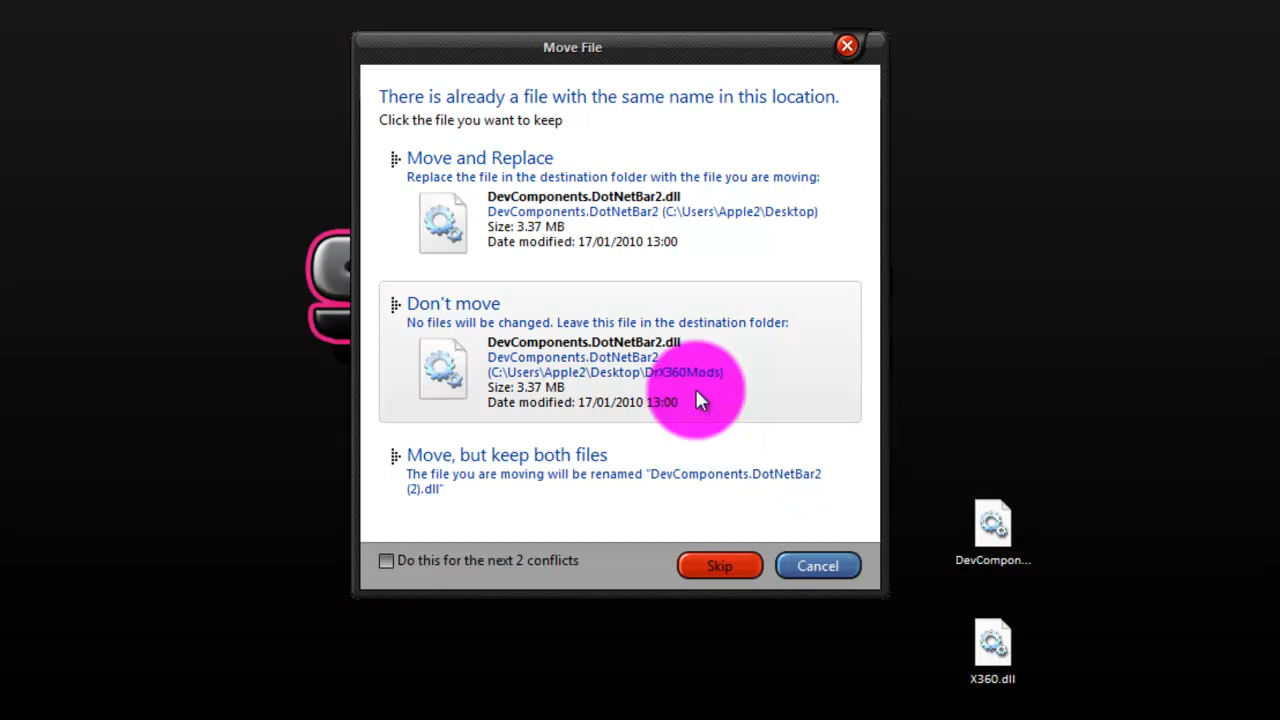 Move File
There is already a file with the same name in this location.
Click the file you want to keep
Move and Replace
Replace the file in the destination folder with the file you are moving:
DevComponents.DotNetBar2.dll
DevComponents.DotNetBar2 (C:\Users\Apple2\Desktop)
Size: 3.37 MB
Date modified: 17/01/2010 13:00
Don't move
No files will be changed. Leave this file in the destination folder:
DevComponents.DotNetBar2.dll
DevComponents.DotNetBar2
(C:\Users\Apple2\Desktop\DrX360Mods)
Size: 3.37 MB
Date modified: 17/01/2010 13:00
Move, but keep both files
The file you are moving will be renamed "DevComponents.DotNetBar2
(2).dll"
Do this for the next 2 conflicts
Skip
Cancel
DevCompon...
X360.dll